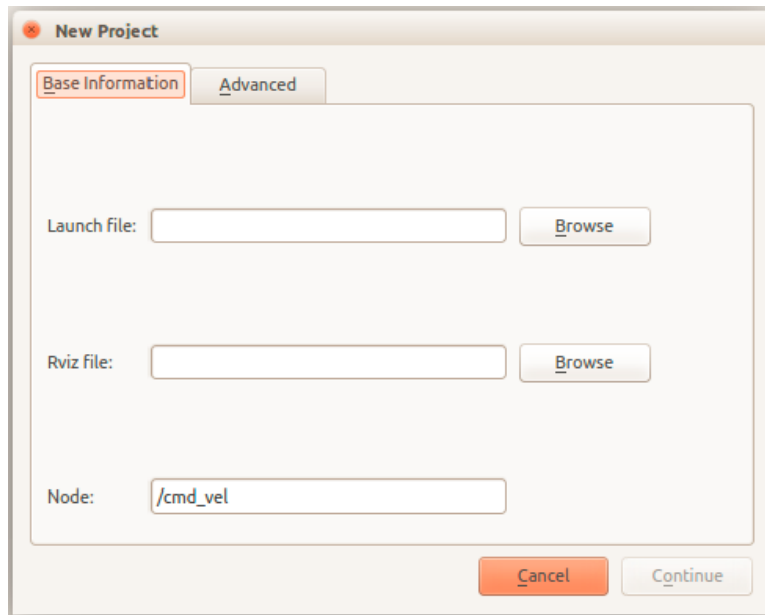 New Project
Base Information Advanced
Launch file: Browse
Rviz file: Browse
Node: /cmd_vel
Cancel Continue